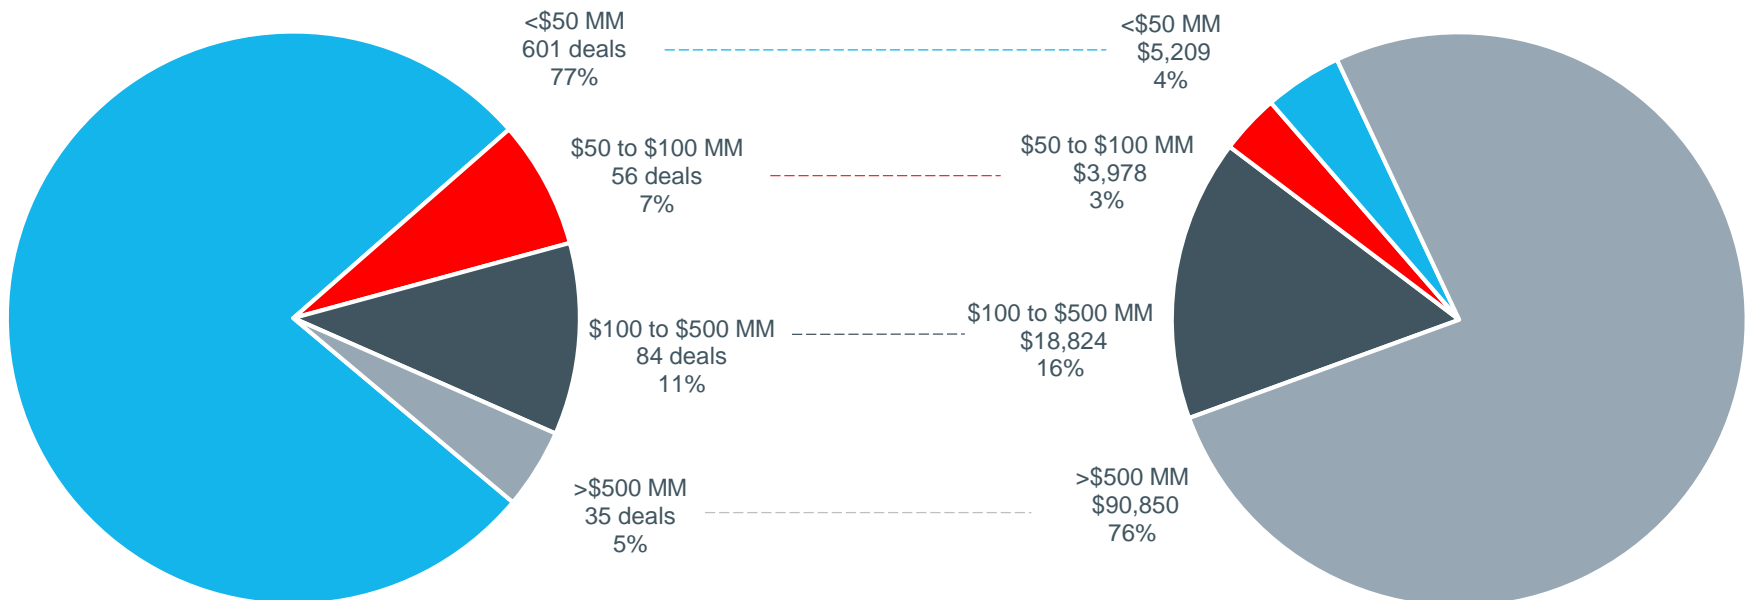 <$50 MM
601 deals
77%
<$50 MM
$5,209
4%
$50 to $100 MM
56 deals
7%
$50 to $100 MM
$3,978
3%
$100 to $500 MM
84 deals
11%
$100 to $500 MM
$18,824
16%
>$500 MM
35 deals
5%
>$500 MM
$90,850
76%